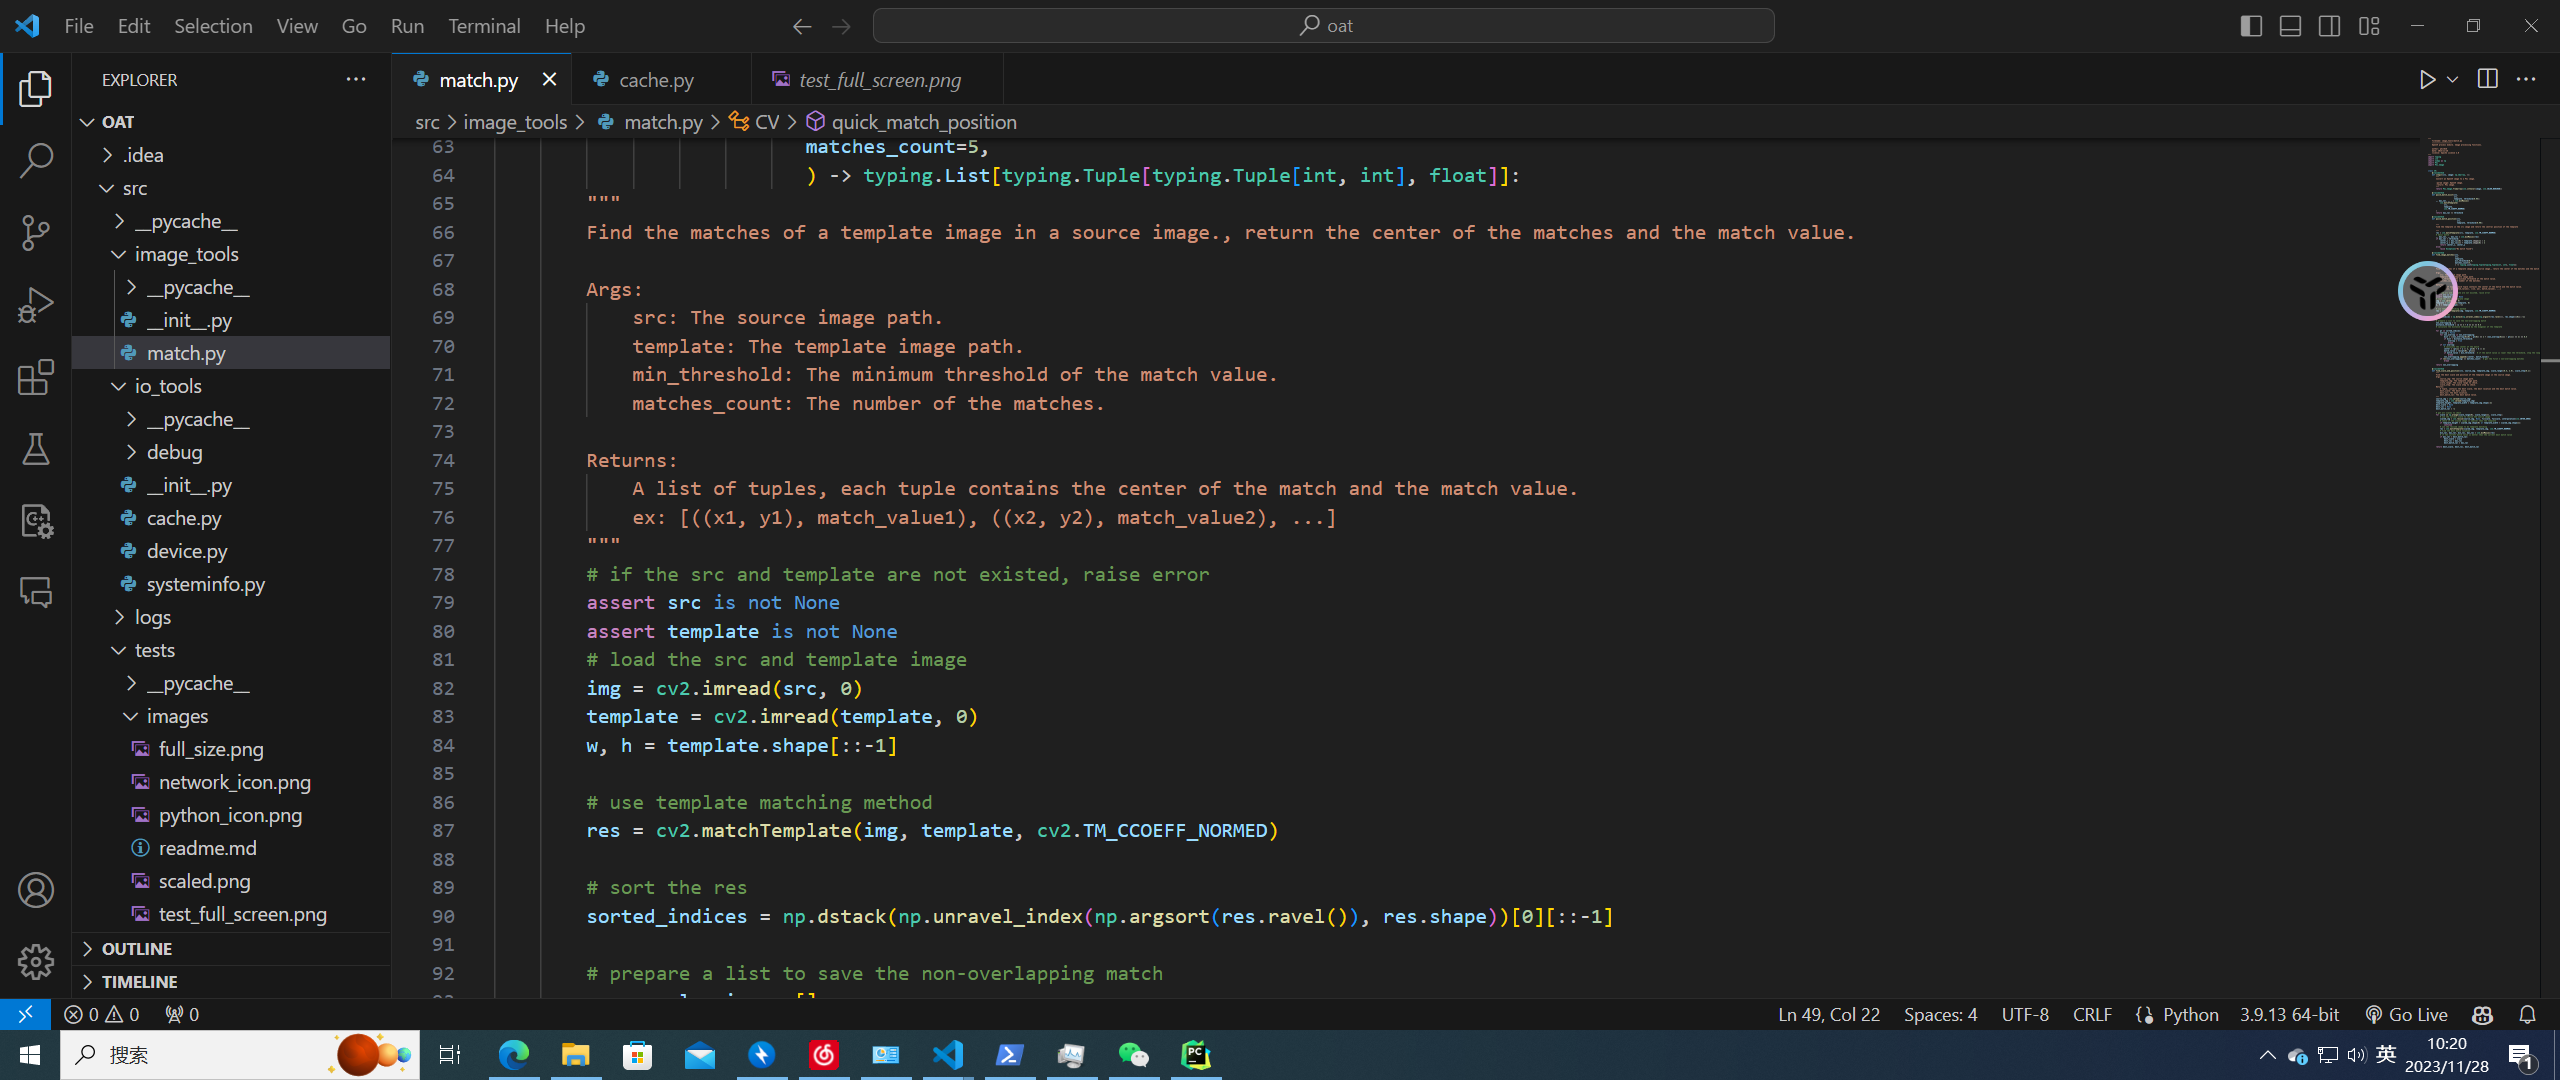 File Edit Selection View Go Run Terminal Help
oat
EXPLORER
OAT
.idea
src
__pycache__
image_tools
__pycache__
__init__.py
match.py
io_tools
__pycache__
debug
__init__.py
cache.py
device.py
systeminfo.py
logs
tests
__pycache__
images
full_size.png
network_icon.png
python_icon.png
readme.md
scaled.png
test_full_screen.png
OUTLINE
TIMELINE
match.py cache.py test_full_screen.png
src > image_tools > match.py > CV > quick_match_position
63 matches_count=5,
64 ) -> typing.List[typing.Tuple[typing.Tuple[int, int], float]]:
65 """
66 Find the matches of a template image in a source image., return the center of the matches and the match value.
67
68 Args:
69 src: The source image path.
70 template: The template image path.
71 min_threshold: The minimum threshold of the match value.
72 matches_count: The number of the matches.
73
74 Returns:
75 A list of tuples, each tuple contains the center of the match and the match value.
76 ex: [((x1, y1), match_value1), ((x2, y2), match_value2), ...]
77 """
78 # if the src and template are not existed, raise error
79 assert src is not None
80 assert template is not None
81 # load the src and template image
82 img = cv2.imread(src, 0)
83 template = cv2.imread(template, 0)
84 w, h = template.shape[::-1]
85
86 # use template matching method
87 res = cv2.matchTemplate(img, template, cv2.TM_CCOEFF_NORMED)
88
89 # sort the res
90 sorted_indices = np.dstack(np.unravel_index(np.argsort(res.ravel()), res.shape))[0][::-1]
91
92 # prepare a list to save the non-overlapping match
0 0 0
Ln 49, Col 22 Spaces: 4 UTF-8 CRLF Python 3.9.13 64-bit Go Live
搜索
英
10:20
2023/11/28
1